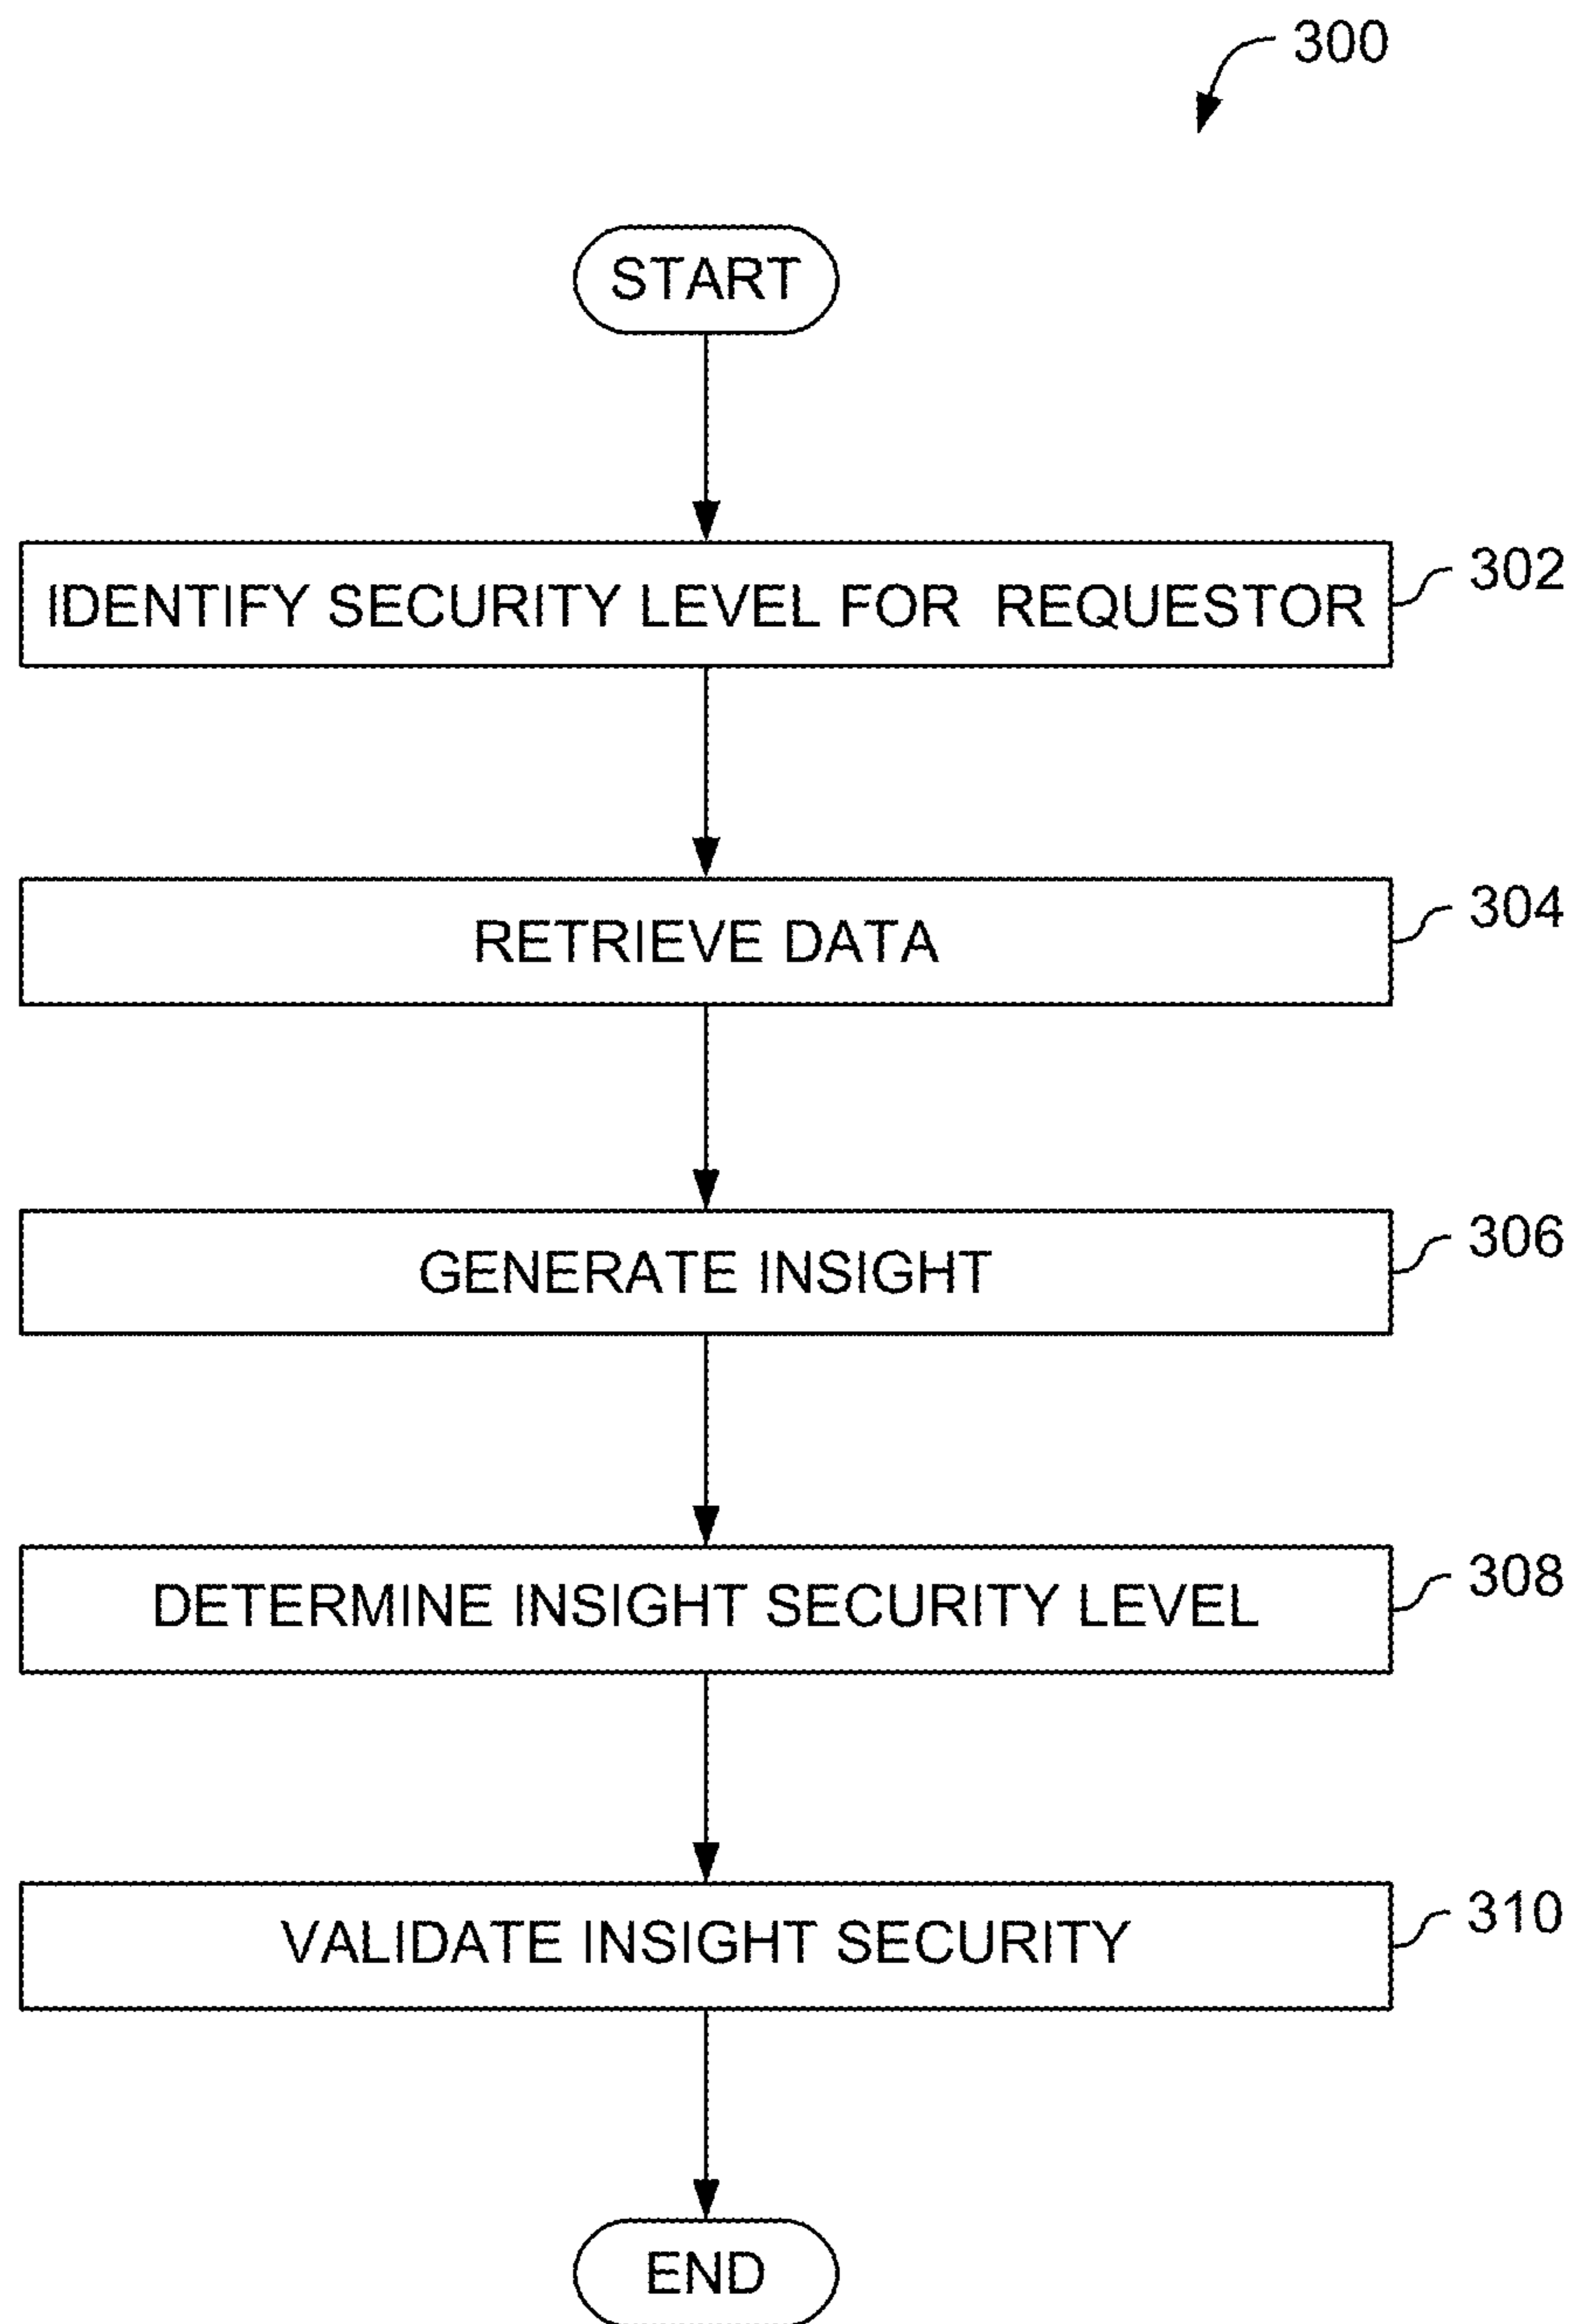 300
START
IDENTIFY SECURITY LEVEL FOR REQUESTOR
302
RETRIEVE DATA
304
GENERATE INSIGHT
306
DETERMINE INSIGHT SECURITY LEVEL
308
VALIDATE INSIGHT SECURITY
310
END